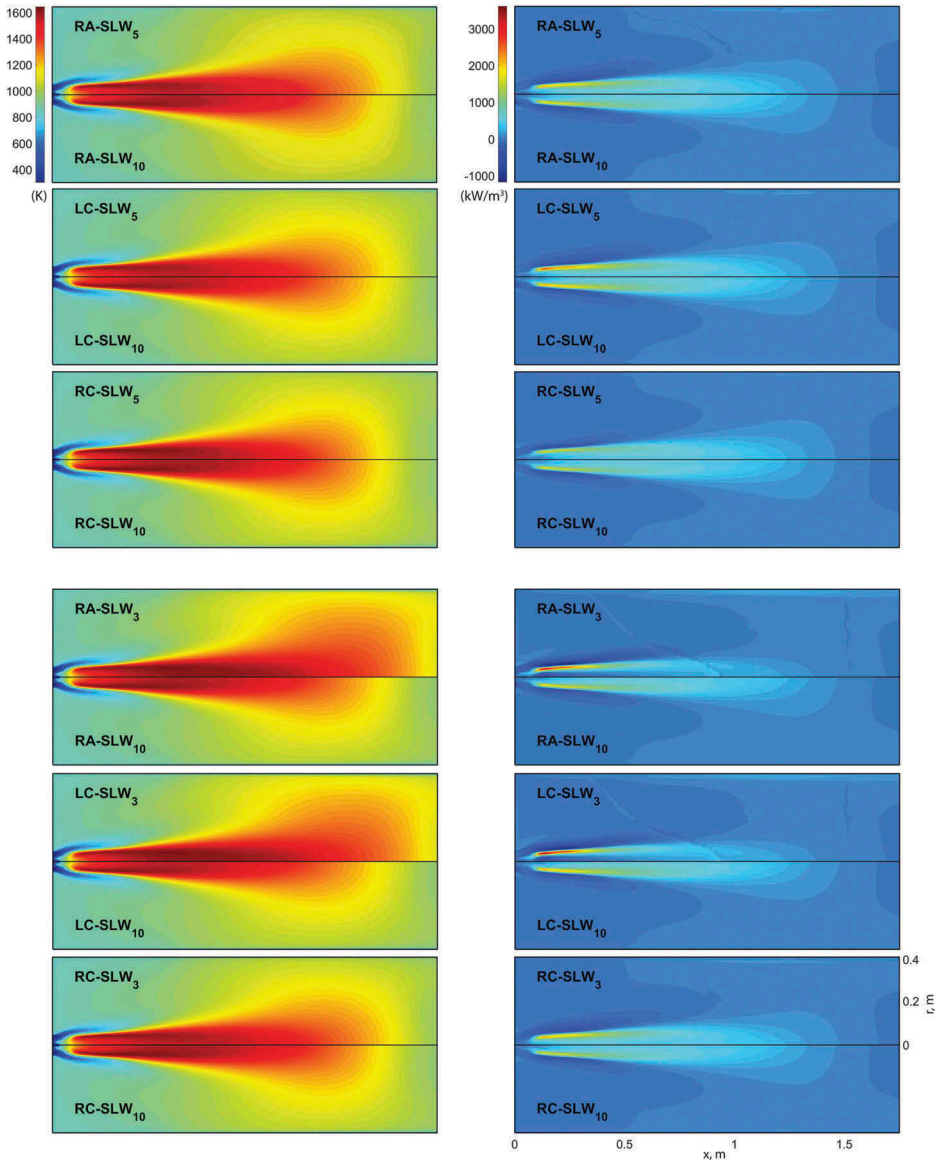 1600
1400
1200
1000
800
600
400
(K)
RA-SLW5
RA-SLW10
3000
2000
1000
0
-1000
(kW/m³)
RA-SLW5
RA-SLW10
LC-SLW5
LC-SLW10
LC-SLW5
LC-SLW10
RC-SLW5
RC-SLW10
RC-SLW5
RC-SLW10
RA-SLW3
RA-SLW10
RA-SLW3
RA-SLW10
LC-SLW3
LC-SLW10
LC-SLW3
LC-SLW10
RC-SLW3
RC-SLW10
RC-SLW3
RC-SLW10
0.4
0.2
0
r, m
0 0.5 1 1.5
x, m